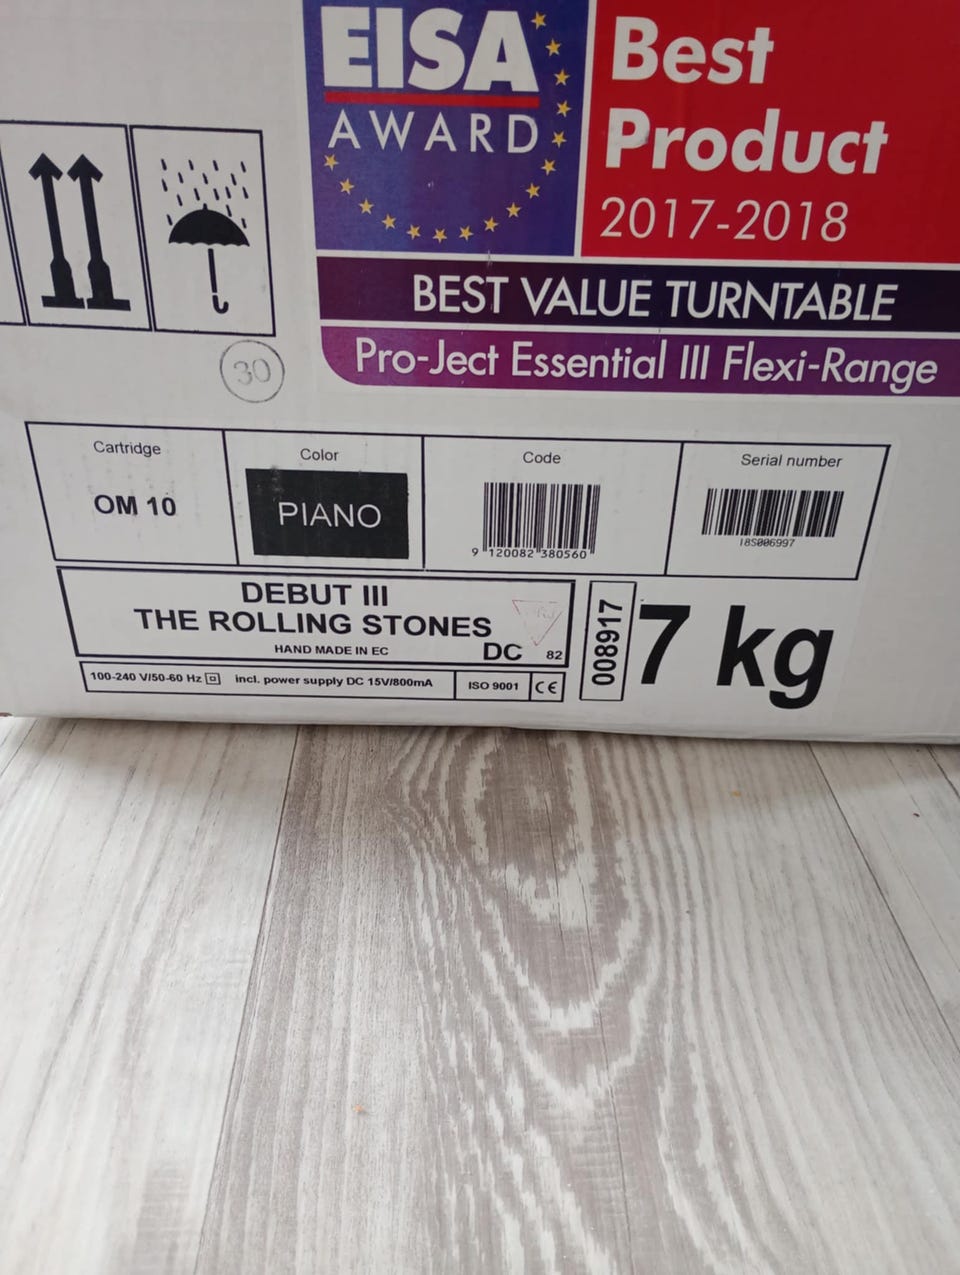 EISA
AWARD
Best
Product
2017-2018
BEST VALUE TURNTABLE
Pro-Ject Essential III Flexi-Range
30
Cartridge
OM 10
Color
PIANO
Code
9 120082 380560
Serial number
18S006997
DEBUT III
THE ROLLING STONES
HAND MADE IN EC
DC
82
100-240 V/50-60 Hz
incl. power supply DC 15V/800mA
ISO 9001
CE
008917
7 kg